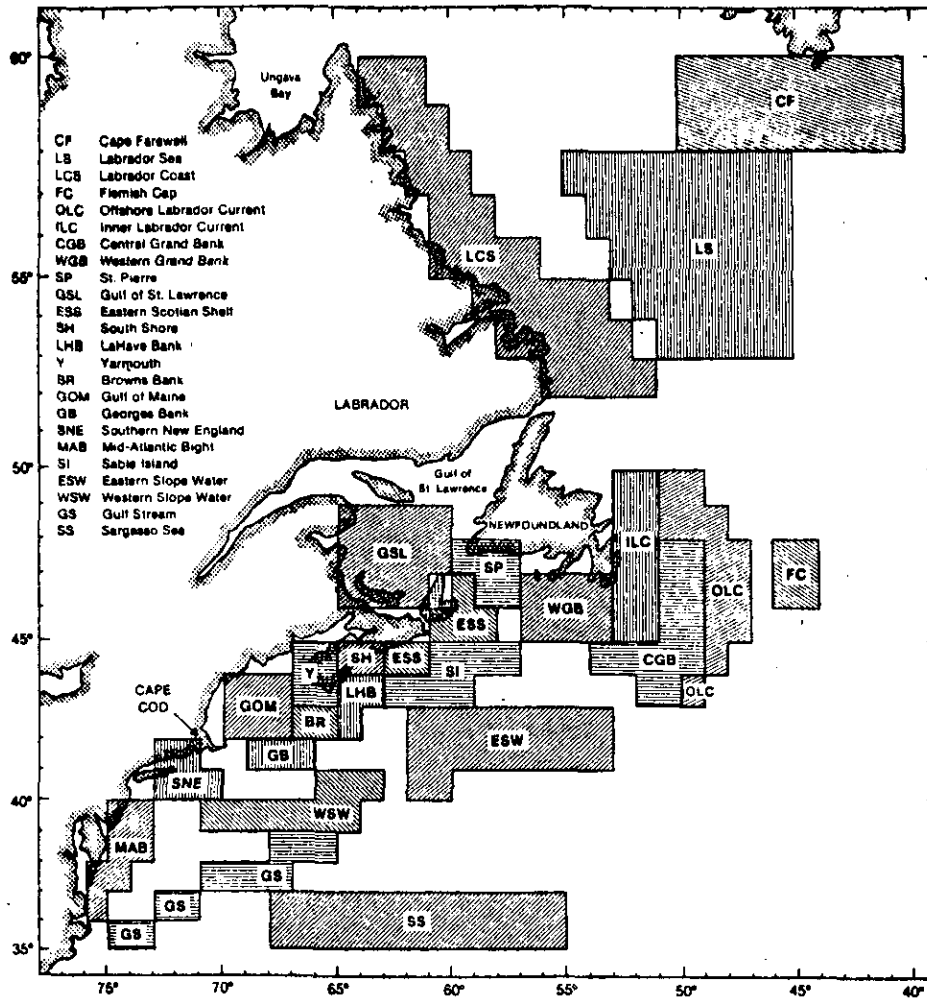 60°
Ungava
Bay
CF
CF Cape Farewell
LS Labrador Sea
LCS Labrador Coast
FC Flemish Cap
OLC Offshore Labrador Current
ILC Inner Labrador Current
CGB Central Grand Bank
WGB Western Grand Bank
SP St. Pierre
GSL Gulf of St. Lawrence
ESS Eastern Scotian Shelf
SH South Shore
LHB LaHave Bank
Y Yarmouth
BR Browns Bank
GOM Gulf of Maine
GB Georges Bank
SNE Southern New England
MAB Mid-Atlantic Bight
SI Sable Island
ESW Eastern Slope Water
WSW Western Slope Water
GS Gulf Stream
SS Sargasso Sea
LCS
LS
55°
LABRADOR
50°
Gulf of
St Lawrence
NEWFOUNDLAND
GSL
SP
ILC
WGB
OLC
FC
ESS
45°
Y
SH
ESS
SI
CGB
OLC
CAPE
COD
GOM
LHB
BR
ESW
GB
SNE
40°
WSW
MAB
GS
GS
SS
GS
35°
75° 70° 65° 60° 55° 50° 45° 40°